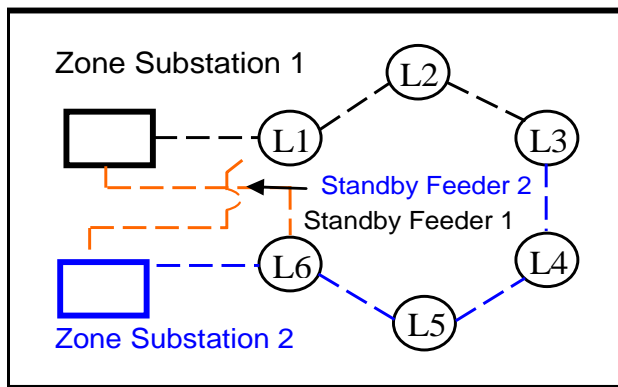 Zone Substation 1
L2
L1
L3
Standby Feeder 2
Standby Feeder 1
L6
L4
L5
Zone Substation 2